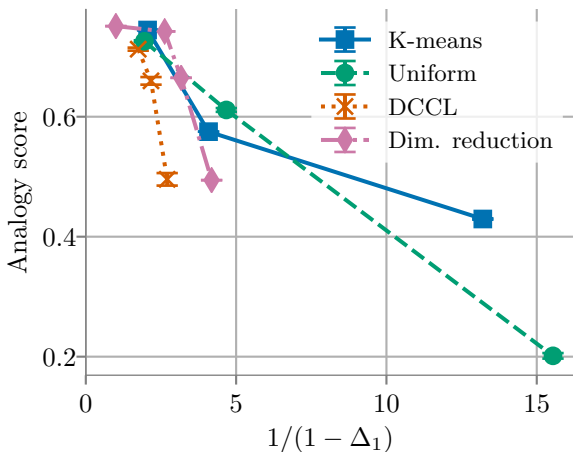 K-means
Uniform
DCCL
Dim. reduction
Analogy score
0.6
0.4
0.2
0
5
10
15
1/(1 − Δ₁)